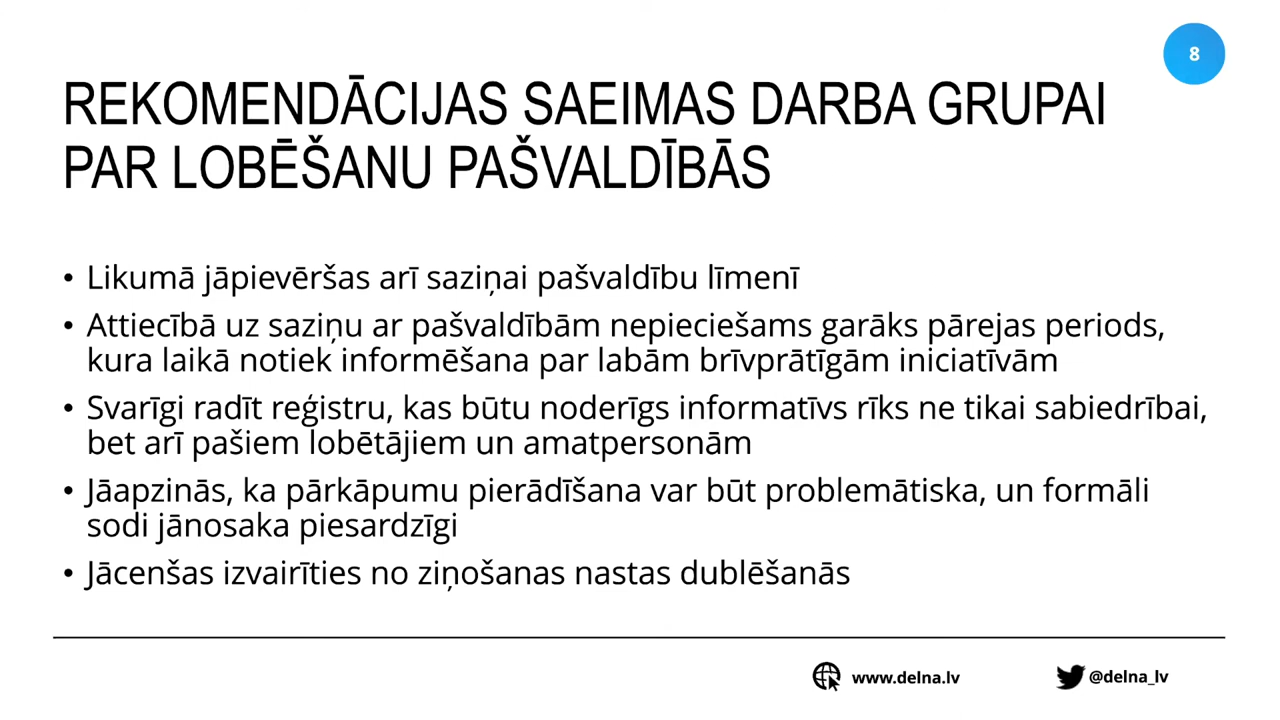 8
REKOMENDĀCIJAS SAEIMAS DARBA GRUPAI
PAR LOBĒŠANU PAŠVALDĪBĀS
• Likumā jāpievēršas arī saziņai pašvaldību līmenī
• Attiecībā uz saziņu ar pašvaldībām nepieciešams garāks pārejas periods,
kura laikā notiek informēšana par labām brīvprātīgām iniciatīvām
• Svarīgi radīt reģistru, kas būtu noderīgs informatīvs rīks ne tikai sabiedrībai,
bet arī pašiem lobētājiem un amatpersonām
• Jāapzinās, ka pārkāpumu pierādīšana var būt problemātiska, un formāli
sodi jānosaka piesardzīgi
• Jācenšas izvairīties no ziņošanas nastas dublēšanās
www.delna.lv @delna_lv